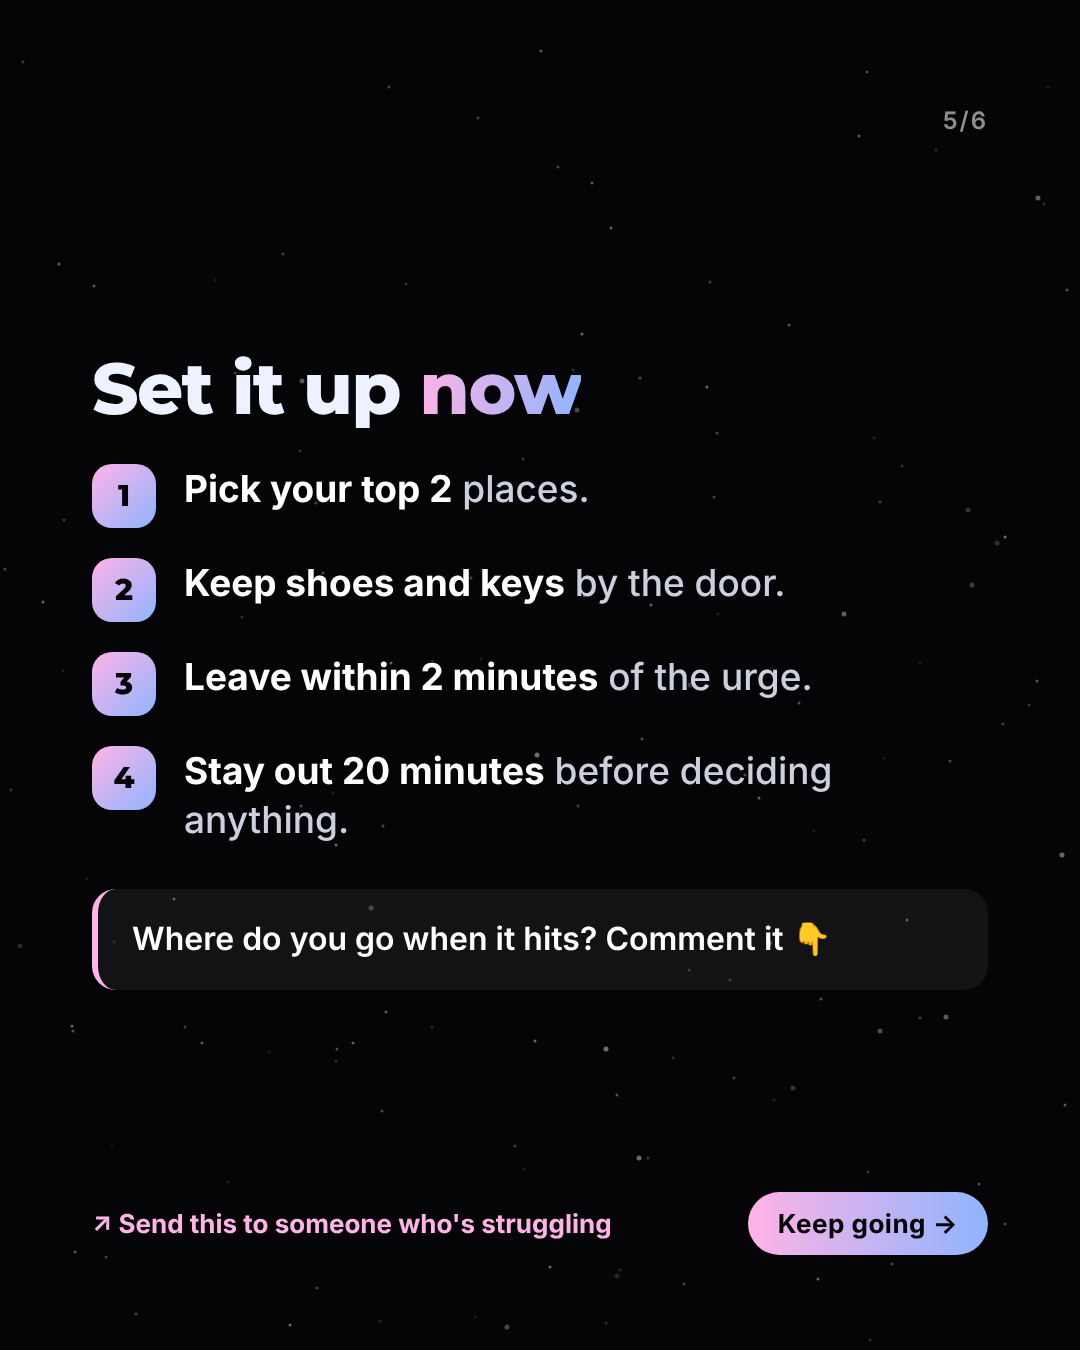 5/6
Set it up now
1 Pick your top 2 places.
2 Keep shoes and keys by the door.
3 Leave within 2 minutes of the urge.
4 Stay out 20 minutes before deciding
anything.
Where do you go when it hits? Comment it 👇
↗ Send this to someone who's struggling
Keep going →